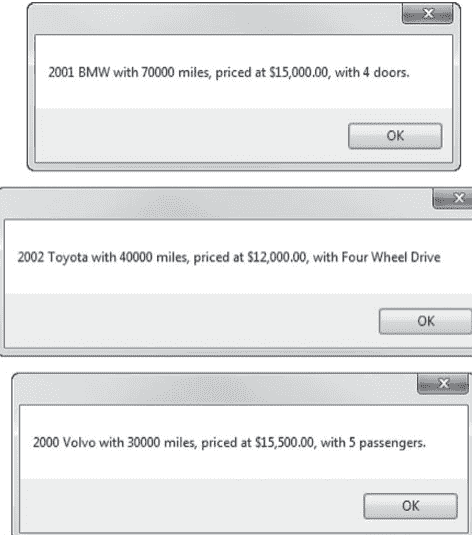 2001 BMW with 70000 miles, priced at $15,000.00, with 4 doors.
OK
2002 Toyota with 40000 miles, priced at $12,000.00, with Four Wheel Drive
OK
2000 Volvo with 30000 miles, priced at $15,500.00, with 5 passengers.
OK